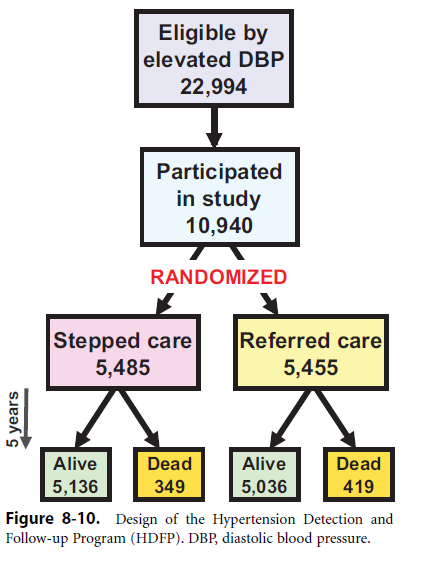 Eligible by
elevated DBP
22,994
Participated
in study
10,940
RANDOMIZED
Stepped care
5,485
Referred care
5,455
5 years
Alive
5,136
Dead
349
Alive
5,036
Dead
419
Figure 8-10. Design of the Hypertension Detection and
Follow-up Program (HDFP). DBP, diastolic blood pressure.